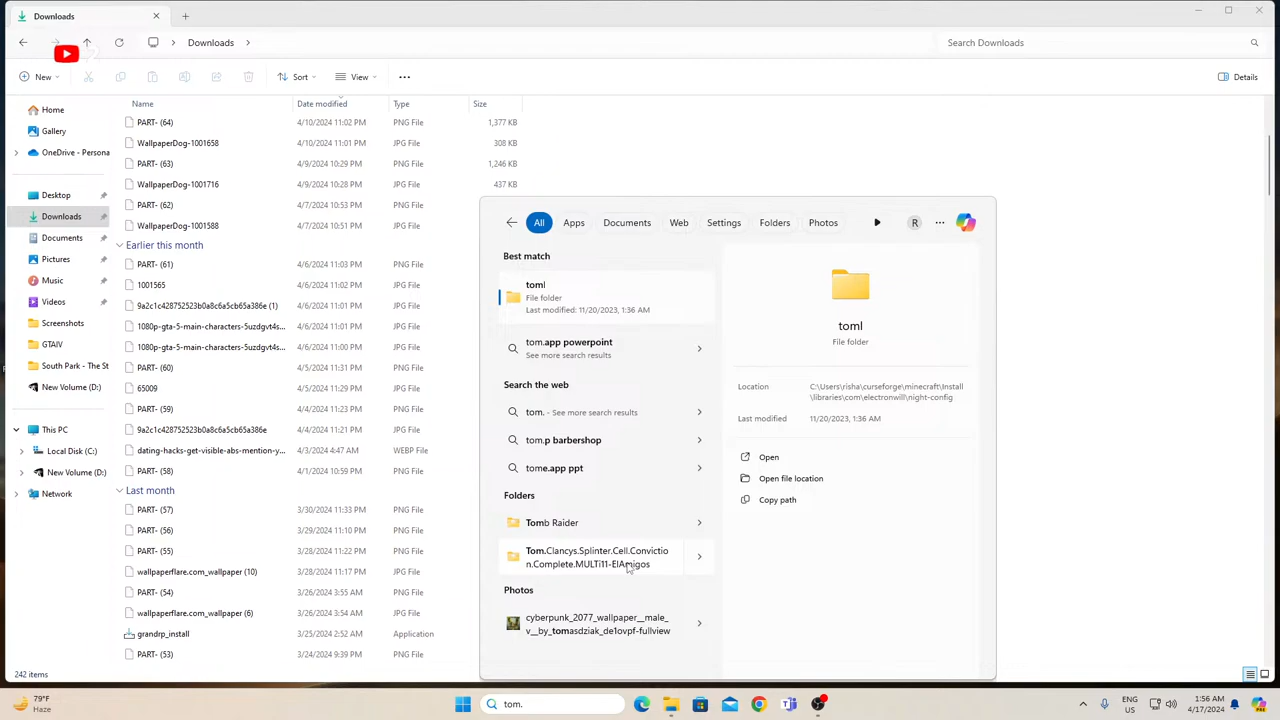 Downloads
Downloads
Search Downloads
New
Sort
View
Details
Home
Gallery
OneDrive - Persona
Desktop
Downloads
Documents
Pictures
Music
Videos
Screenshots
GTAIV
South Park - The St
New Volume (D:)
This PC
Local Disk (C:)
New Volume (D:)
Network
Name Date modified Type Size
PART- (64) 4/10/2024 11:02 PM PNG File 1,377 KB
WallpaperDog-1001658 4/10/2024 11:01 PM JPG File 308 KB
PART- (63) 4/9/2024 10:29 PM PNG File 1,246 KB
WallpaperDog-1001716 4/9/2024 10:28 PM JPG File 437 KB
PART- (62) 4/7/2024 10:51 PM PNG File
WallpaperDog-1001588 4/7/2024 10:51 PM JPG File
Earlier this month
PART- (61) 4/6/2024 11:03 PM PNG File
1001565 4/6/2024 11:02 PM JPG File
9a2c1c428752523b0a8c6a5cb65a386e (1) 4/6/2024 11:01 PM JPG File
1080p-gta-5-main-characters-5uzdgvt4s... 4/6/2024 11:01 PM JPG File
1080p-gta-5-main-characters-5uzdgvt4s... 4/6/2024 11:00 PM JPG File
PART- (60) 4/5/2024 11:31 PM PNG File
65009 4/5/2024 11:29 PM JPG File
PART- (59) 4/4/2024 11:23 PM PNG File
9a2c1c428752523b0a8c6a5cb65a386e 4/4/2024 11:21 PM JPG File
dating-hacks-get-visible-abs-mention-y... 4/3/2024 4:47 AM WEBP File
PART- (58) 4/1/2024 10:59 PM PNG File
Last month
PART- (57) 3/30/2024 11:33 PM PNG File
PART- (56) 3/29/2024 11:10 PM PNG File
PART- (55) 3/28/2024 11:22 PM PNG File
wallpaperflare.com_wallpaper (10) 3/28/2024 11:17 PM JPG File
PART- (54) 3/26/2024 3:55 AM PNG File
wallpaperflare.com_wallpaper (6) 3/26/2024 3:54 AM JPG File
grandrp_install 3/25/2024 2:52 AM Application
PART- (53) 3/24/2024 9:39 PM PNG File
242 items
All Apps Documents Web Settings Folders Photos R
Best match
toml
File folder
Last modified: 11/20/2023, 1:36 AM
tom.app powerpoint
See more search results
Search the web
tom. - See more search results
tom.p barbershop
tome.app ppt
Folders
Tomb Raider
Tom.Clancys.Splinter.Cell.Convictio
n.Complete.MULTi11-ElAmigos
Photos
cyberpunk_2077_wallpaper__male_
v__by_tomasdziak_de1ovpf-fullview
toml
File folder
Location C:\Users\risha\curseforge\minecraft\Install
\libraries\com\electronwill\night-config
Last modified 11/20/2023, 1:36 AM
Open
Open file location
Copy path
79°F
Haze
tom.
ENG
US
1:56 AM
4/17/2024